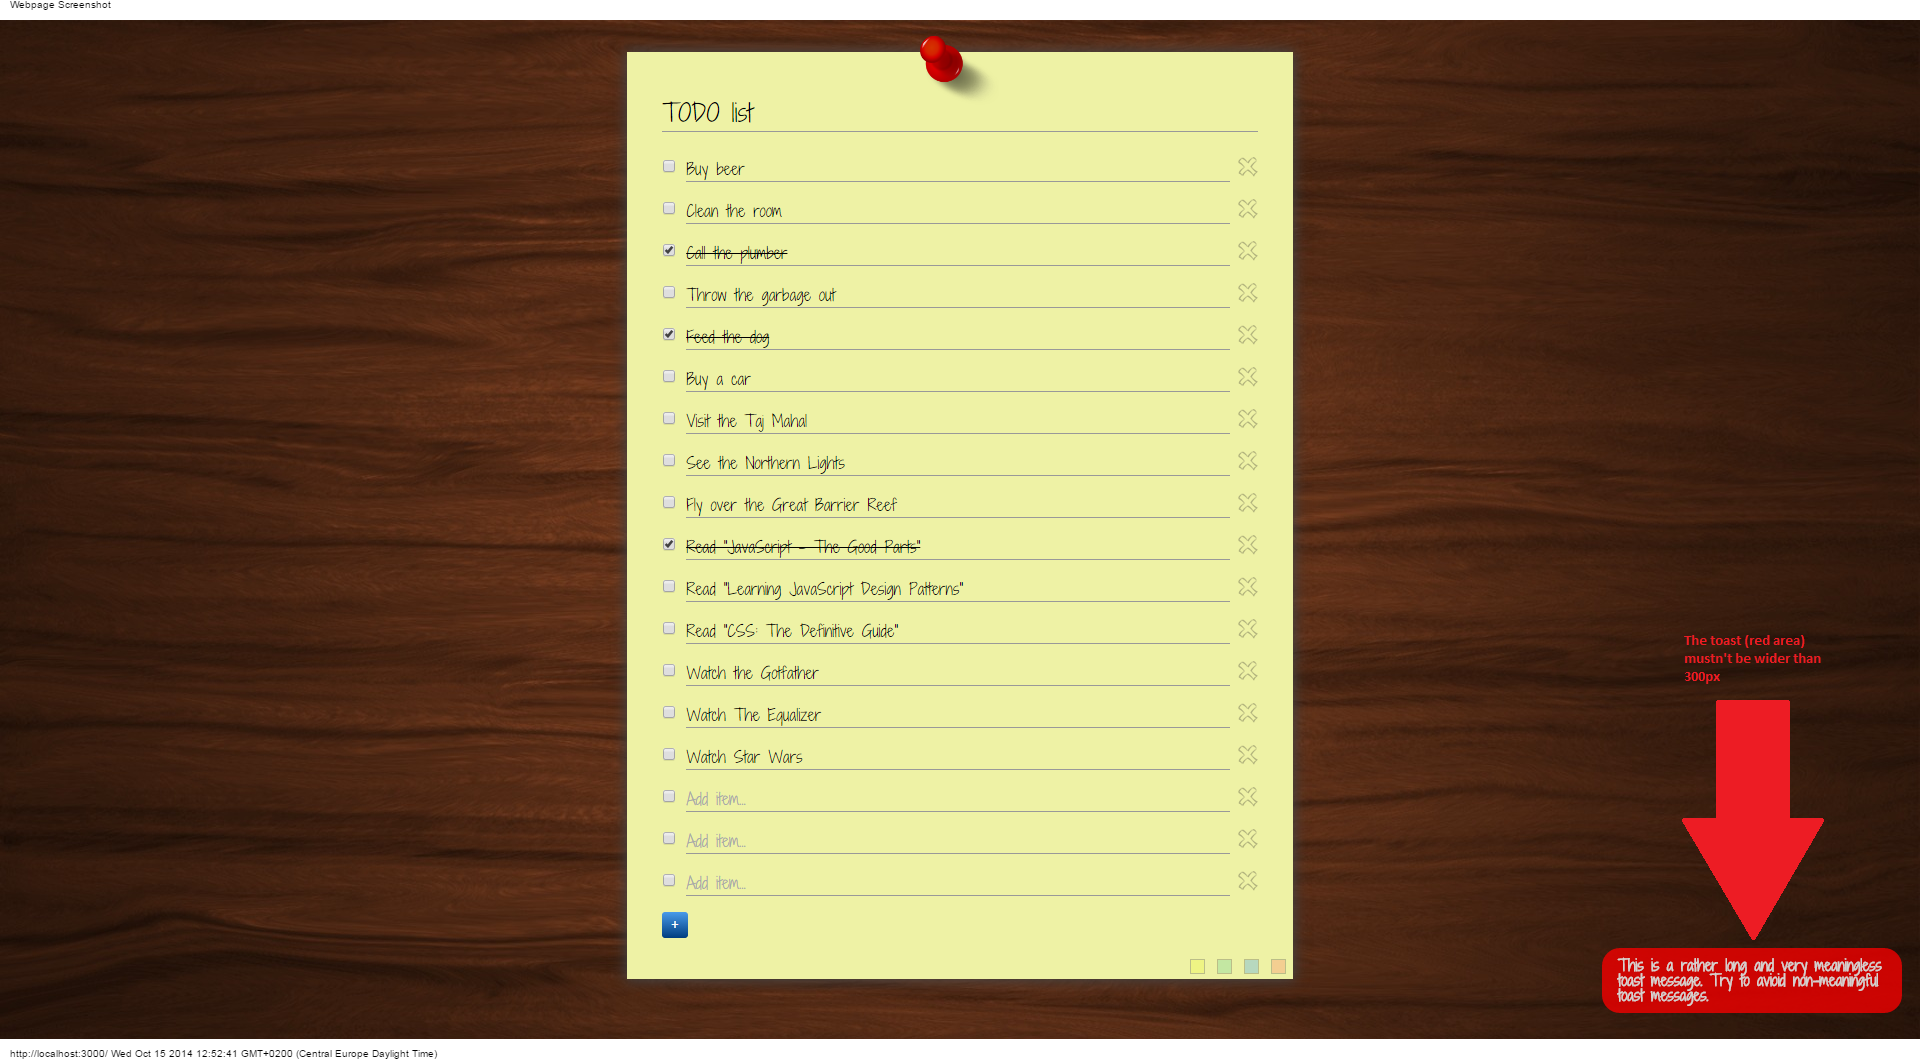 Webpage Screenshot
TODO list
Buy beer
Clean the room
Call the plumber
Throw the garbage out
Feed the dog
Buy a car
Visit the Taj Mahal
See the Northern Lights
Fly over the Great Barrier Reef
Read "JavaScript - The Good Parts"
Read "Learning JavaScript Design Patterns"
Read "CSS: The Definitive Guide"
Watch the Gotfather
Watch The Equalizer
Watch Star Wars
Add item...
Add item...
Add item...
+
The toast (red area)
mustn't be wider than
300px
This is a rather long and very meaningless
toast message. Try to avioid non-meaningful
toast messages.
http://localhost:3000/ Wed Oct 15 2014 12:52:41 GMT+0200 (Central Europe Daylight Time)